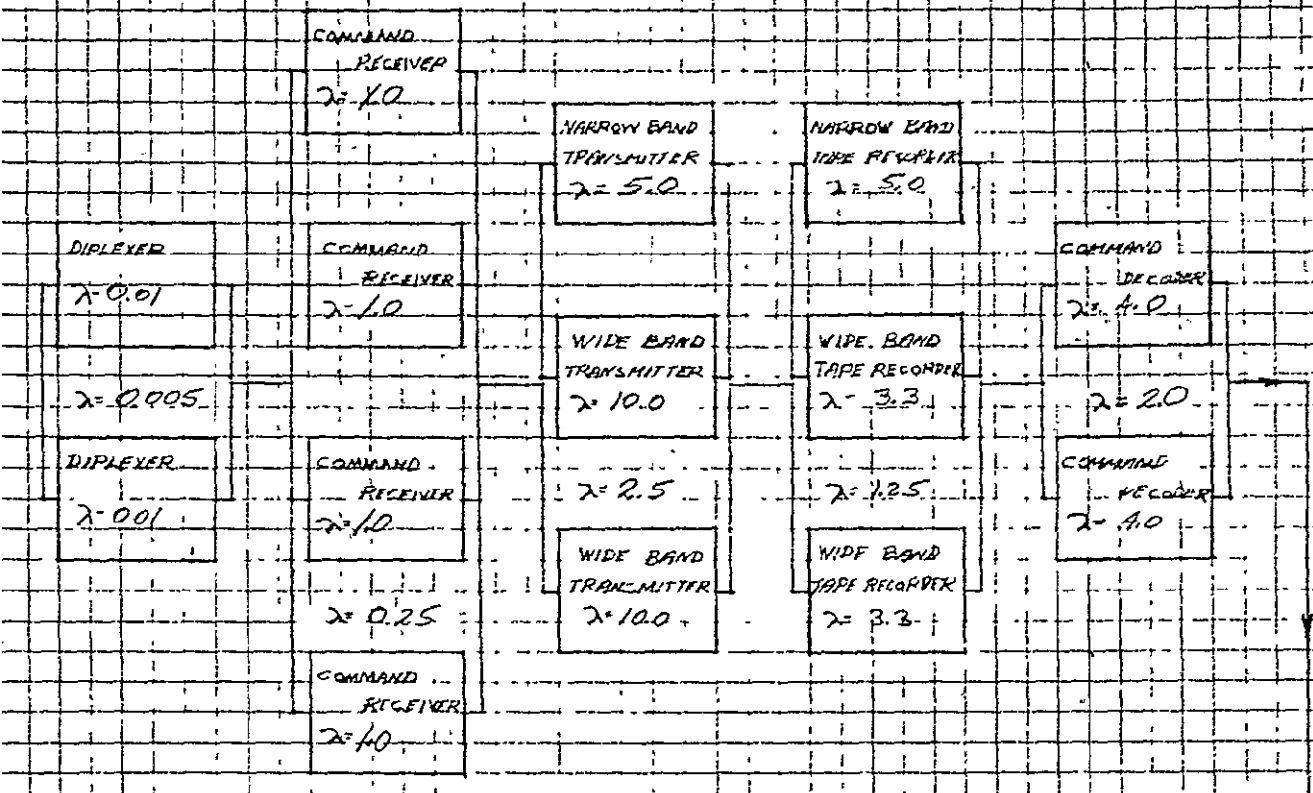 COMMAND
RECEIVER
λ= 1.0
NARROW BAND
TRANSMITTER
λ= 5.0
NARROW BAND
TAPE RECORDER
λ= 5.0
DIPLEXER
λ= 0.01
COMMAND
RECEIVER
λ= 1.0
COMMAND
DECODER
λ= 4.0
WIDE BAND
TRANSMITTER
λ= 10.0
WIDE BAND
TAPE RECORDER
λ= 3.3
λ= 0.005
λ= 2.0
DIPLEXER
λ= 0.01
COMMAND
RECEIVER
λ= 1.0
λ= 2.5
λ= 1.25
COMMAND
DECODER
λ= 4.0
WIDE BAND
TRANSMITTER
λ= 10.0
WIDE BAND
TAPE RECORDER
λ= 3.3
λ= 0.25
COMMAND
RECEIVER
λ= 1.0